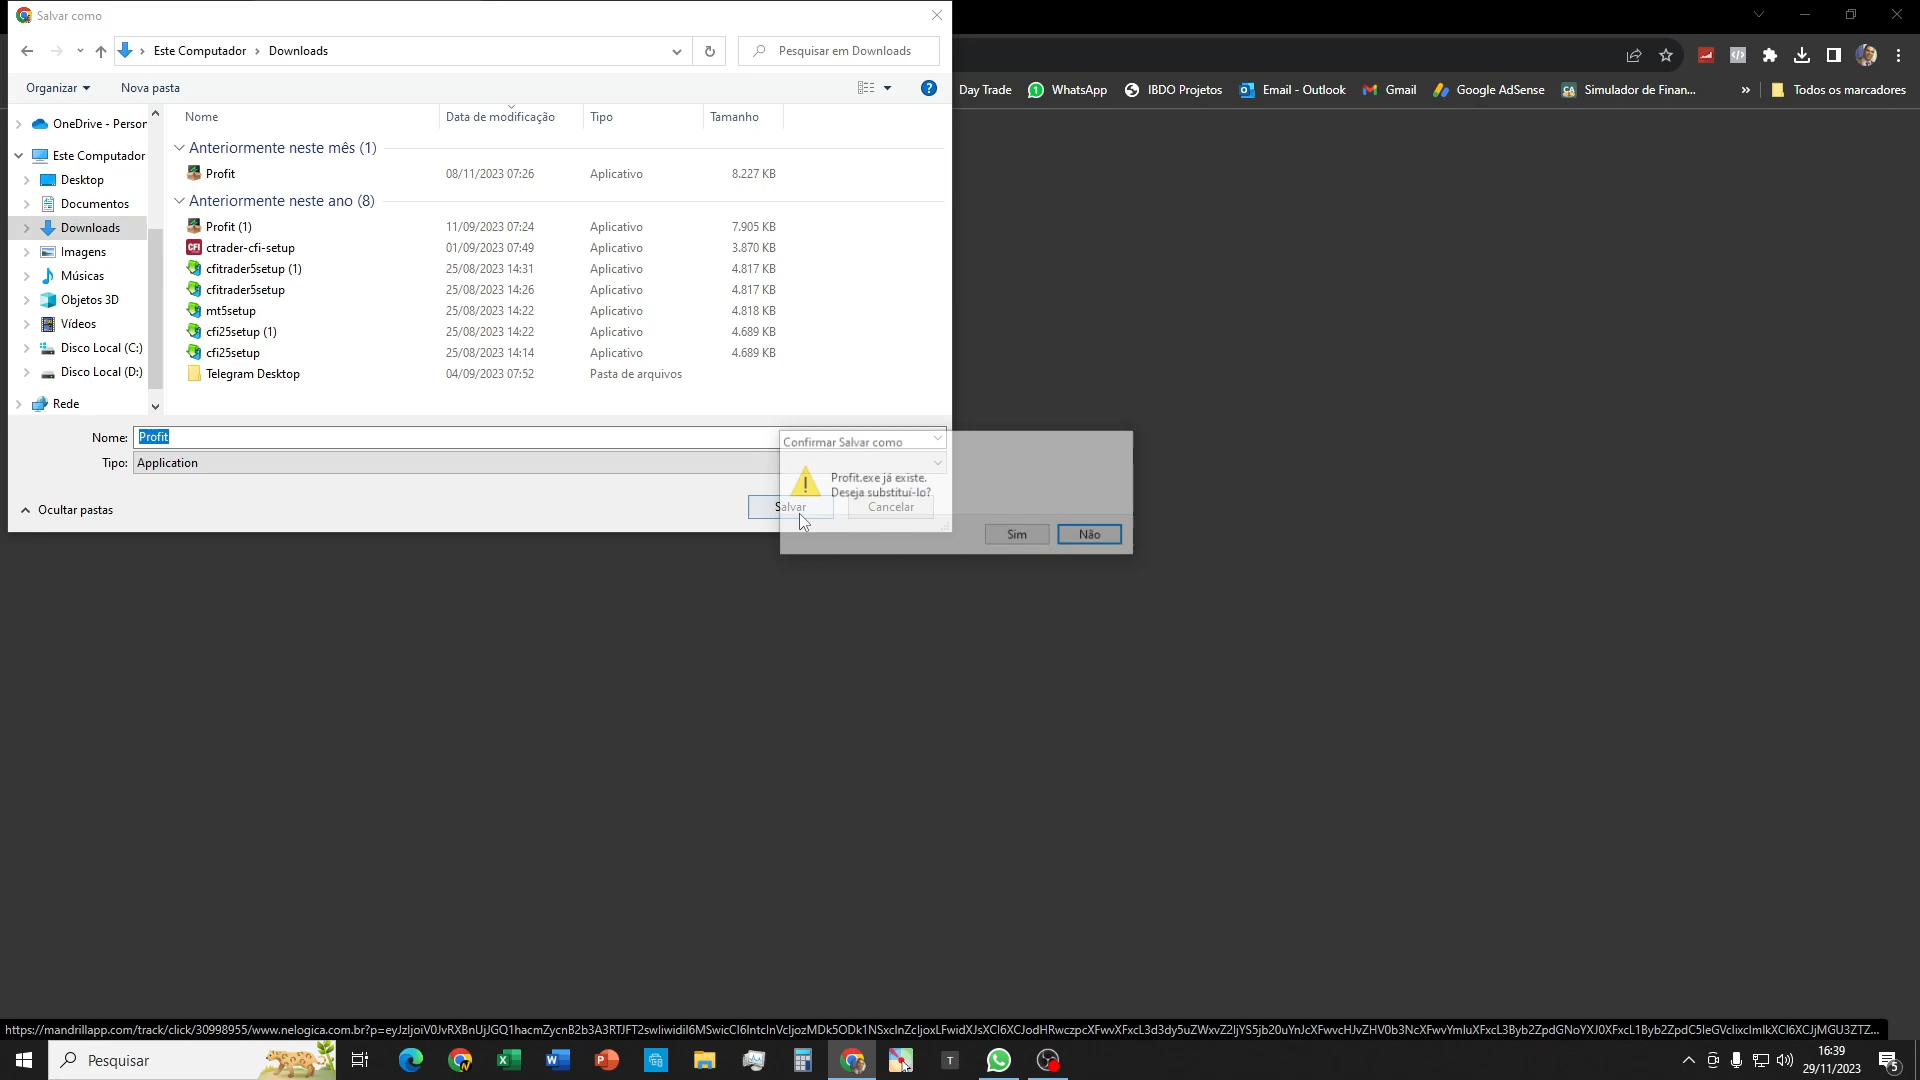 Salvar como
Este Computador
Downloads
Pesquisar em Downloads
Organizar
Nova pasta
Day Trade
WhatsApp
IBDO Projetos
Email - Outlook
Gmail
Google AdSense
Simulador de Finan...
»
Todos os marcadores
Nome
Data de modificação
Tipo
Tamanho
OneDrive - Person
Este Computador
Desktop
Documentos
Downloads
Imagens
Músicas
Objetos 3D
Vídeos
Disco Local (C:)
Disco Local (D:)
Rede
Anteriormente neste mês (1)
Profit 08/11/2023 07:26 Aplicativo 8.227 KB
Anteriormente neste ano (8)
Profit (1) 11/09/2023 07:24 Aplicativo 7.905 KB
ctrader-cfi-setup 01/09/2023 07:49 Aplicativo 3.870 KB
cfitrader5setup (1) 25/08/2023 14:31 Aplicativo 4.817 KB
cfitrader5setup 25/08/2023 14:26 Aplicativo 4.817 KB
mt5setup 25/08/2023 14:22 Aplicativo 4.818 KB
cfi25setup (1) 25/08/2023 14:22 Aplicativo 4.689 KB
cfi25setup 25/08/2023 14:14 Aplicativo 4.689 KB
Telegram Desktop 04/09/2023 07:52 Pasta de arquivos
Nome: Profit
Tipo: Application
Ocultar pastas
Salvar
Cancelar
Confirmar Salvar como
Profit.exe já existe.
Deseja substituí-lo?
Sim
Não
Pesquisar
16:39
29/11/2023
5